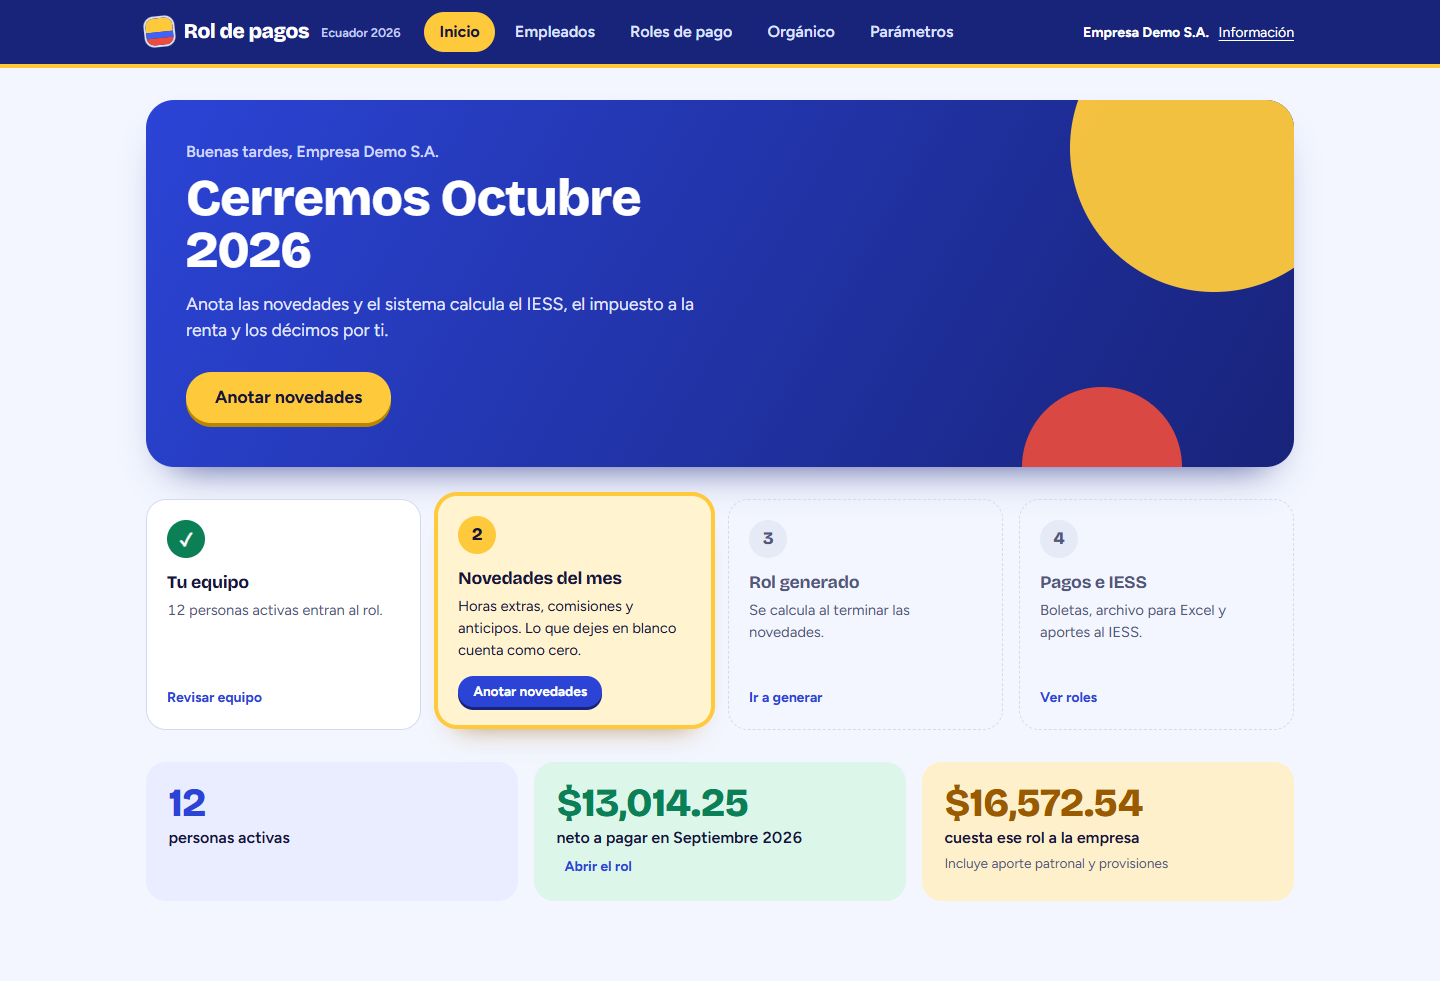 Rol de pagos Ecuador 2026 Inicio Empleados Roles de pago Orgánico Parámetros Empresa Demo S.A. Información
Buenas tardes, Empresa Demo S.A.
Cerremos Octubre
2026
Anota las novedades y el sistema calcula el IESS, el impuesto a la
renta y los décimos por ti.
Anotar novedades
Tu equipo
12 personas activas entran al rol.
Revisar equipo
2
Novedades del mes
Horas extras, comisiones y
anticipos. Lo que dejes en blanco
cuenta como cero.
Anotar novedades
3
Rol generado
Se calcula al terminar las
novedades.
Ir a generar
4
Pagos e IESS
Boletas, archivo para Excel y
aportes al IESS.
Ver roles
12
personas activas
$13,014.25
neto a pagar en Septiembre 2026
Abrir el rol
$16,572.54
cuesta ese rol a la empresa
Incluye aporte patronal y provisiones